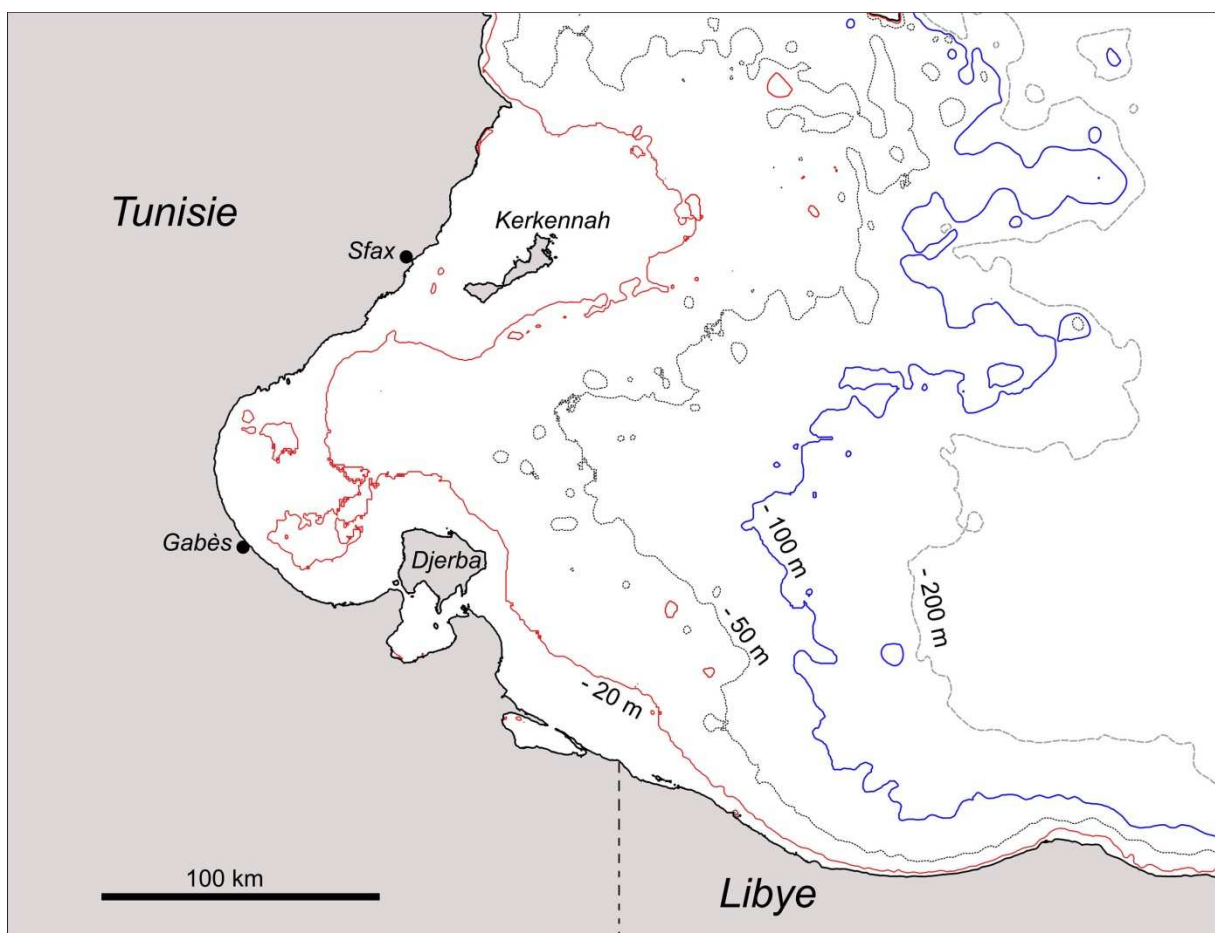 Tunisie
Kerkennah
Sfax
Gabès
Djerba
- 100 m
- 200 m
- 50 m
- 20 m
100 km
Libye